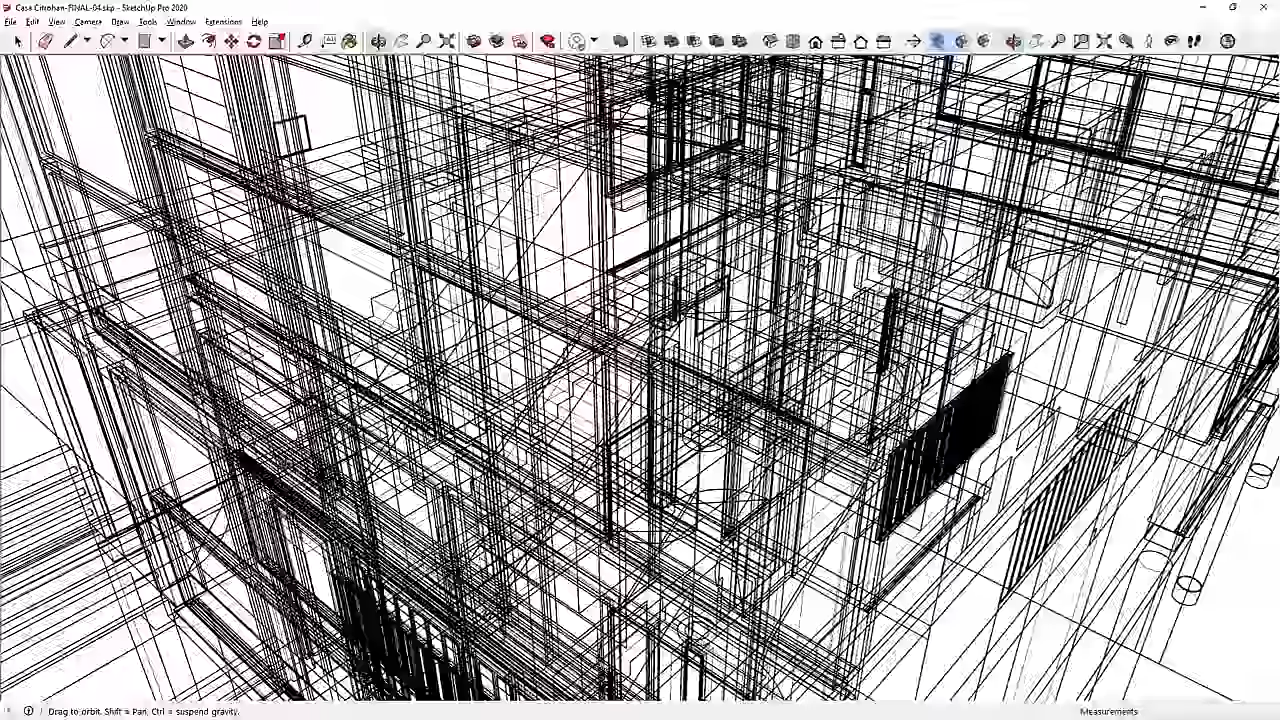 Casa Citrohan-FINAL-04.skp - SketchUp Pro 2020
File Edit View Camera Draw Tools Window Extensions Help
Drag to orbit. Shift = Pan, Ctrl = suspend gravity.
Measurements